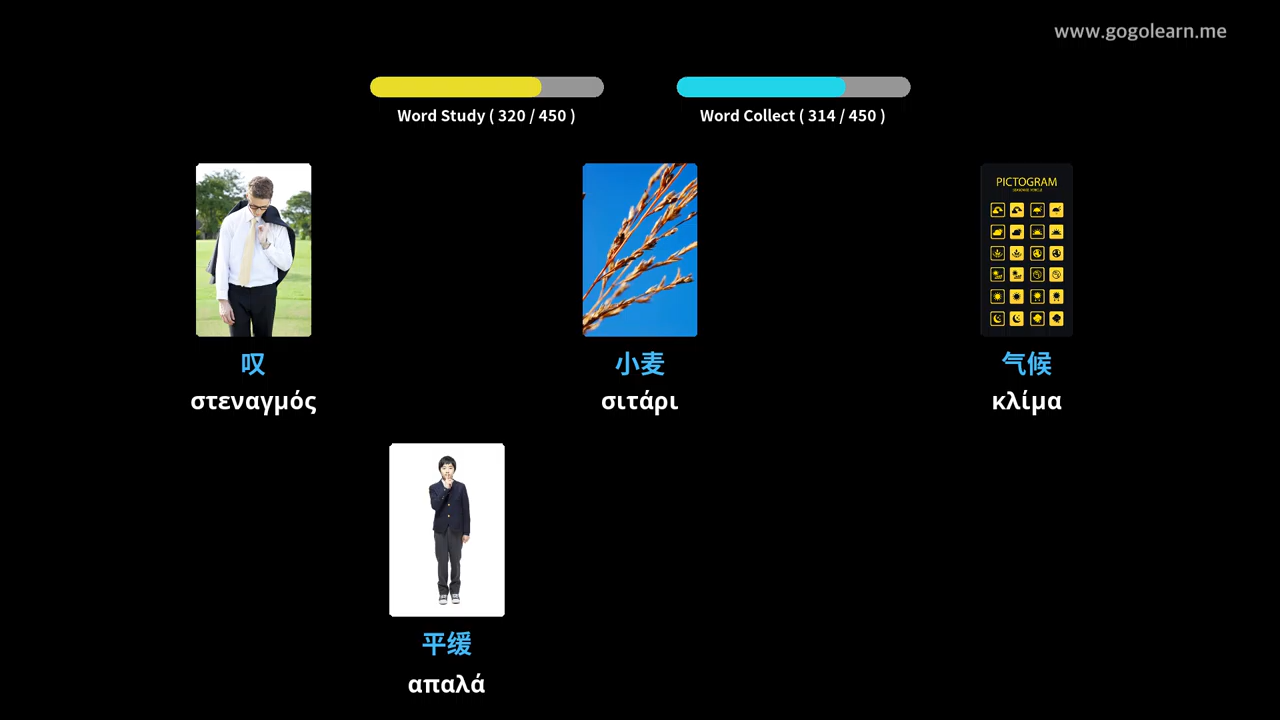 www.gogolearn.me
Word Study ( 320 / 450 )
Word Collect ( 314 / 450 )
PICTOGRAM
叹
小麦
气候
στεναγμός
σιτάρι
κλίμα
平缓
απαλά